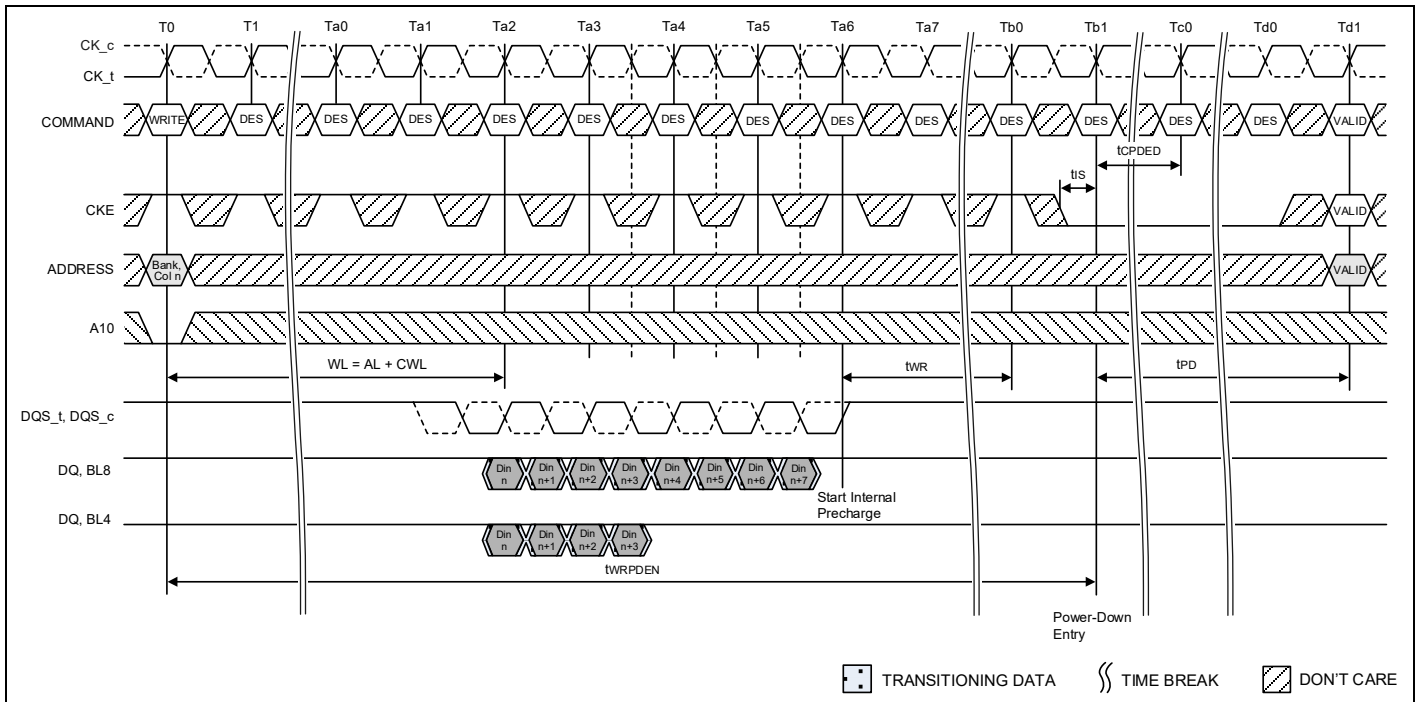 T0 T1 Ta0 Ta1 Ta2 Ta3 Ta4 Ta5 Ta6 Ta7 Tb0 Tb1 Tc0 Td0 Td1
CK_c
CK_t
COMMAND WRITE DES DES DES DES DES DES DES DES DES DES DES DES DES VALID
tCPDED
tIS
CKE VALID
ADDRESS Bank, Col n VALID
A10
WL = AL + CWL tWR tPD
DQS_t, DQS_c
DQ, BL8 Din n Din n+1 Din n+2 Din n+3 Din n+4 Din n+5 Din n+6 Din n+7
Start Internal
Precharge
DQ, BL4 Din n Din n+1 Din n+2 Din n+3
tWRPDEN
Power-Down
Entry
TRANSITIONING DATA TIME BREAK DON'T CARE